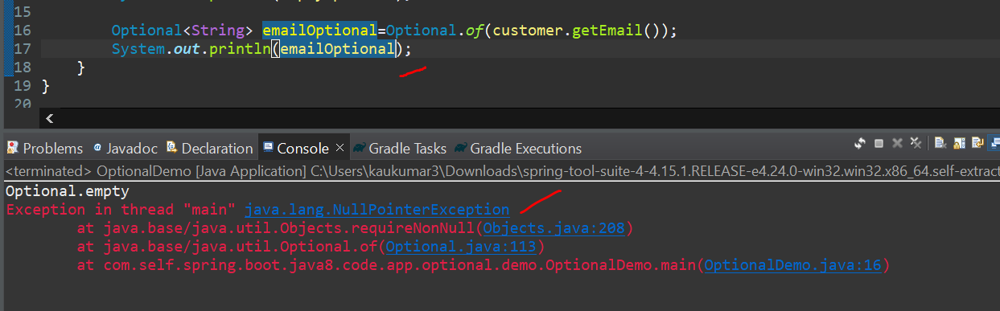 15
16 Optional<String> emailOptional=Optional.of(customer.getEmail());
17 System.out.println(emailOptional);
18 }
19 }
20
Problems @ Javadoc Declaration Console Gradle Tasks Gradle Executions
<terminated> OptionalDemo [Java Application] C:\Users\kaukumar3\Downloads\spring-tool-suite-4-4.15.1.RELEASE-e4.24.0-win32.win32.x86_64.self-extract
Optional.empty
Exception in thread "main" java.lang.NullPointerException
at java.base/java.util.Objects.requireNonNull(Objects.java:208)
at java.base/java.util.Optional.of(Optional.java:113)
at com.self.spring.boot.java8.code.app.optional.demo.OptionalDemo.main(OptionalDemo.java:16)